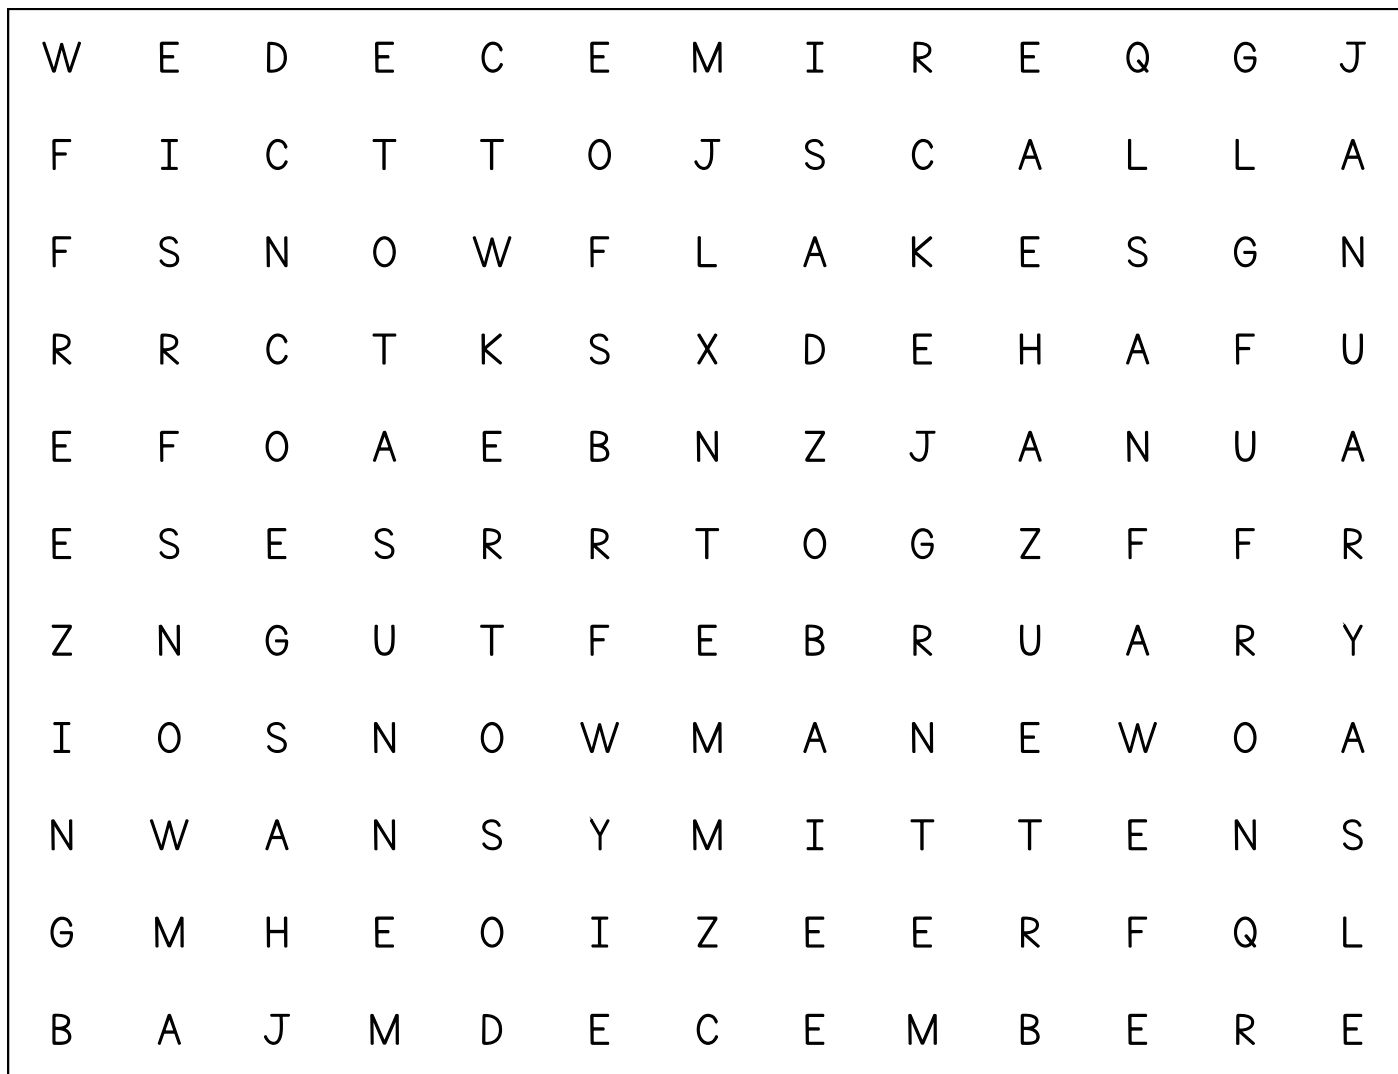 W E D E C E M I R E Q G J
F I C T T O J S C A L L A
F S N O W F L A K E S G N
R R C T K S X D E H A F U
E F O A E B N Z J A N U A
E S E S R R T O G Z F F R
Z N G U T F E B R U A R Y
I O S N O W M A N E W O A
N W A N S Y M I T T E N S
G M H E O I Z E E R F Q L
B A J M D E C E M B E R E